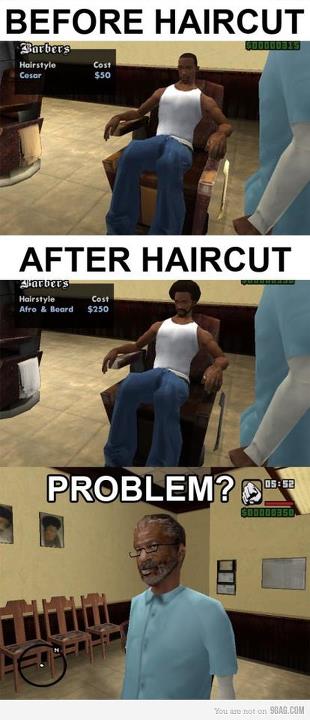 BEFORE HAIRCUT
Barbers
$00000315
Hairstyle Cost
Cesar $50
AFTER HAIRCUT
Barbers
Hairstyle Cost
Afro & Beard $250
PROBLEM?
05:52
$00000350
N
You are not on 9GAG.COM